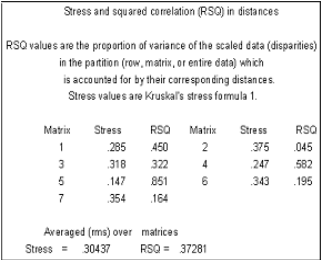 Stress and squared correlation (RSQ) in distances
RSQ values are the proportion of variance of the scaled data (disparities)
in the partition (row, matrix, or entire data) which
is accounted for by their corresponding distances.
Stress values are Kruskal's stress formula 1.
Matrix Stress RSQ Matrix Stress RSQ
1 .285 .450 2 .375 .045
3 .318 .322 4 .247 .582
5 .147 .851 6 .343 .195
7 .354 .164
Averaged (rms) over matrices
Stress = .30437 RSQ = .37281